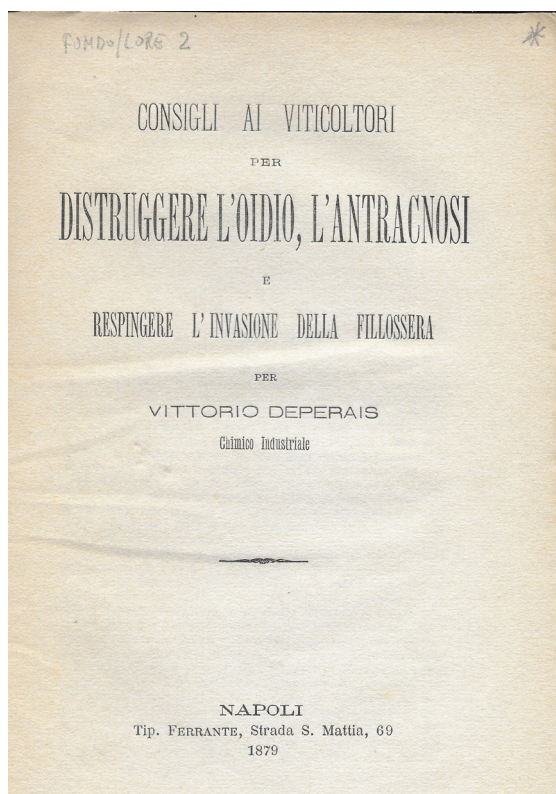 FONDO/LORE 2
*
CONSIGLI AI VITICOLTORI
PER
DISTRUGGERE L'OIDIO, L'ANTRACNOSI
E
RESPINGERE L'INVASIONE DELLA FILLOSSERA
PER
VITTORIO DEPERAIS
Chimico Industriale
NAPOLI
Tip. FERRANTE, Strada S. Mattia, 69
1879